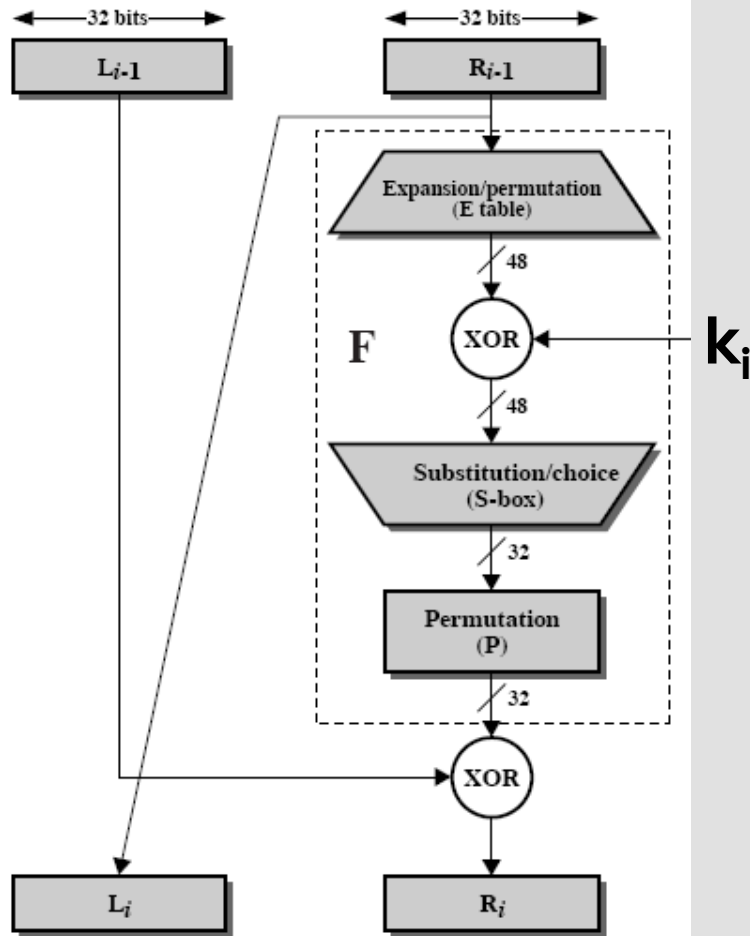 32 bits
32 bits
Li-1
Ri-1
Expansion/permutation
(E table)
48
F
XOR
ki
48
Substitution/choice
(S-box)
32
Permutation
(P)
32
XOR
Li
Ri